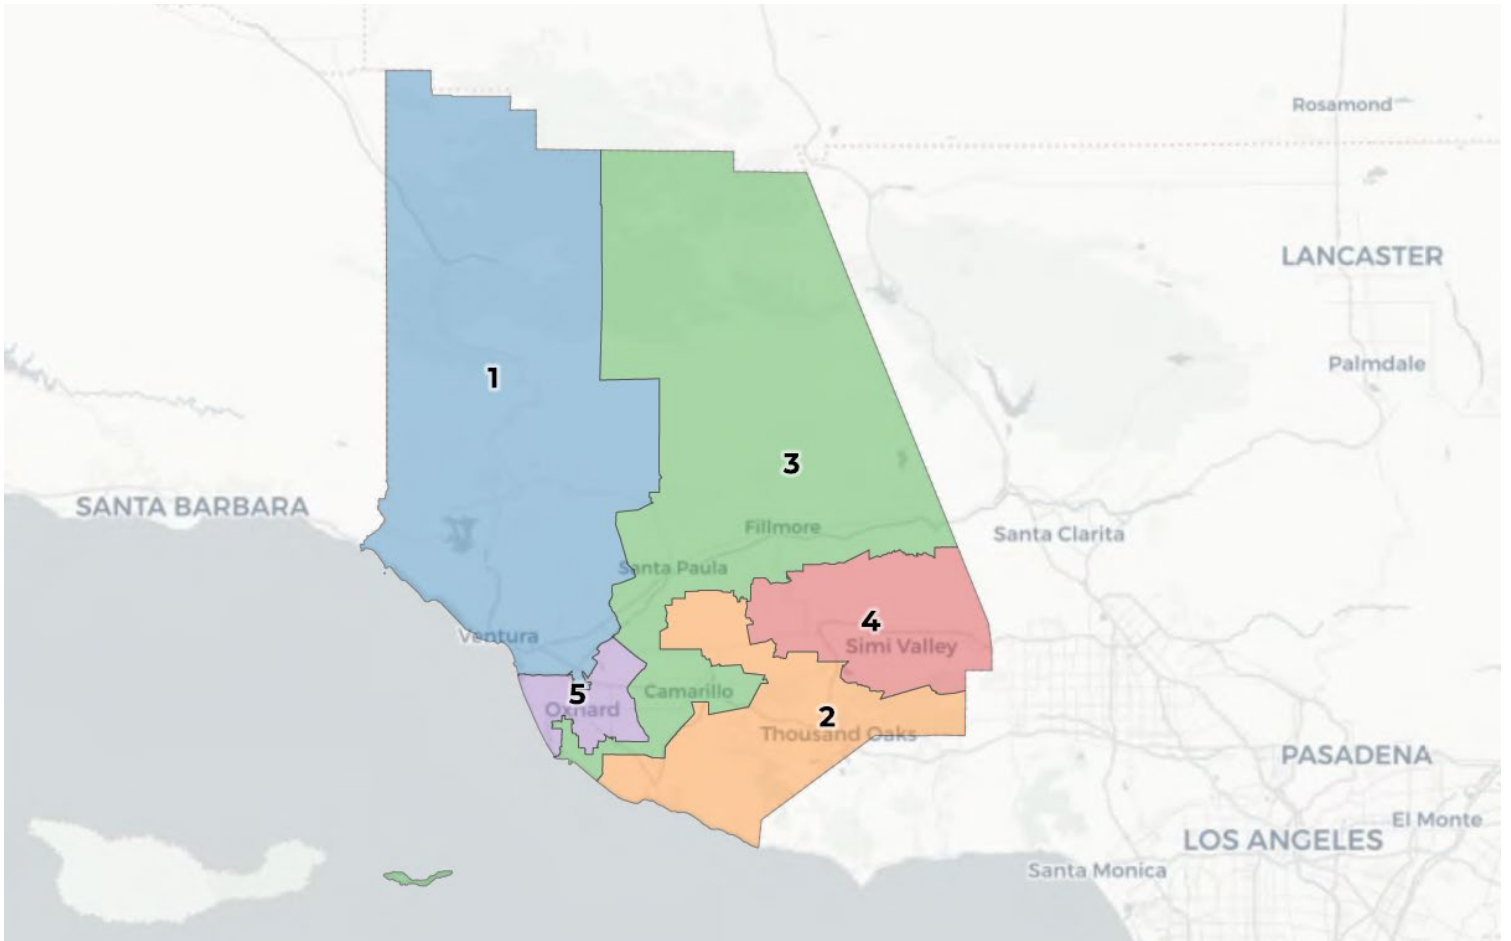 Rosamond
LANCASTER
Palmdale
1
3
SANTA BARBARA
Fillmore
Santa Clarita
Santa Paula
4
Ventura
Simi Valley
5
Camarillo
Oxnard
2
Thousand Oaks
PASADENA
El Monte
LOS ANGELES
Santa Monica